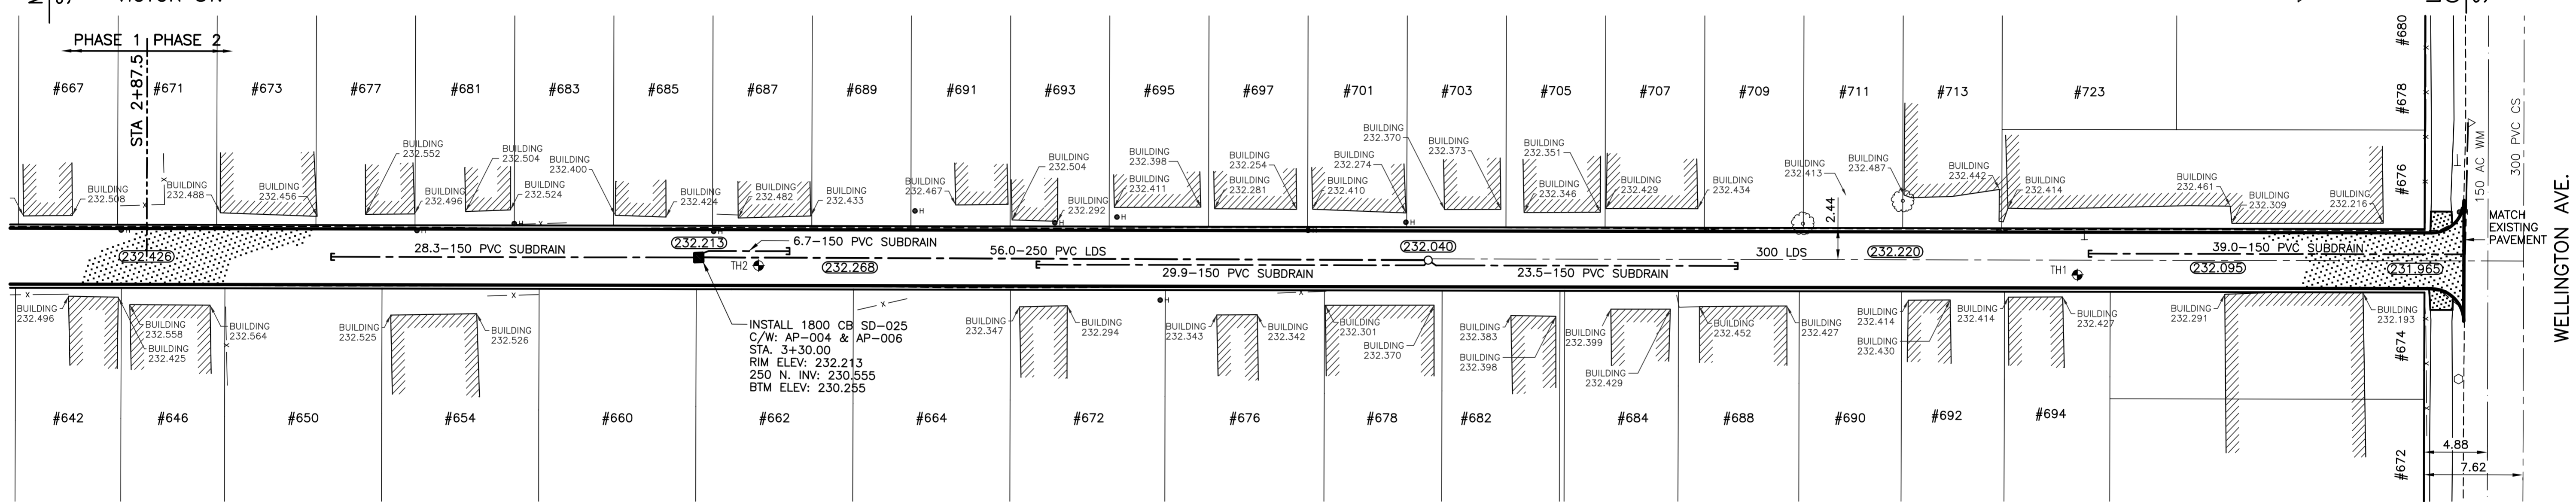 PHASE 1 PHASE 2
STA 2+87.5
#667
#671
#673
#677
#681
#683
#685
#687
#689
#691
#693
#695
#697
#701
#703
#705
#707
#709
#711
#713
#723
#680
#678
#676
BUILDING
232.508
BUILDING
232.488
BUILDING
232.456
BUILDING
232.552
BUILDING
232.496
BUILDING
232.504
BUILDING
232.524
BUILDING
232.400
BUILDING
232.424
BUILDING
232.482
BUILDING
232.433
BUILDING
232.467
BUILDING
232.504
BUILDING
232.292
BUILDING
232.398
BUILDING
232.411
BUILDING
232.254
BUILDING
232.281
BUILDING
232.274
BUILDING
232.410
BUILDING
232.370
BUILDING
232.373
BUILDING
232.351
BUILDING
232.346
BUILDING
232.429
BUILDING
232.434
BUILDING
232.413
BUILDING
232.487
BUILDING
232.442
BUILDING
232.414
BUILDING
232.461
BUILDING
232.309
BUILDING
232.216
2.44
H
H
H
H
H
H
H
H
H
150 AC WM
300 PVC CS
WELLINGTON AVE.
MATCH
EXISTING
PAVEMENT
232.426
28.3-150 PVC SUBDRAIN
232.213
6.7-150 PVC SUBDRAIN
TH2
232.268
56.0-250 PVC LDS
29.9-150 PVC SUBDRAIN
232.040
23.5-150 PVC SUBDRAIN
300 LDS
232.220
TH1
39.0-150 PVC SUBDRAIN
232.095
231.965
INSTALL 1800 CB SD-025
C/W: AP-004 & AP-006
STA. 3+30.00
RIM ELEV: 232.213
250 N. INV: 230.555
BTM ELEV: 230.255
BUILDING
232.496
BUILDING
232.558
BUILDING
232.425
BUILDING
232.564
BUILDING
232.525
BUILDING
232.526
BUILDING
232.347
BUILDING
232.294
BUILDING
232.343
BUILDING
232.342
BUILDING
232.301
BUILDING
232.370
BUILDING
232.383
BUILDING
232.398
BUILDING
232.399
BUILDING
232.429
BUILDING
232.452
BUILDING
232.427
BUILDING
232.414
BUILDING
232.430
BUILDING
232.414
BUILDING
232.427
BUILDING
232.291
BUILDING
232.193
#642
#646
#650
#654
#660
#662
#664
#672
#676
#678
#682
#684
#688
#690
#692
#694
#674
#672
4.88
7.62